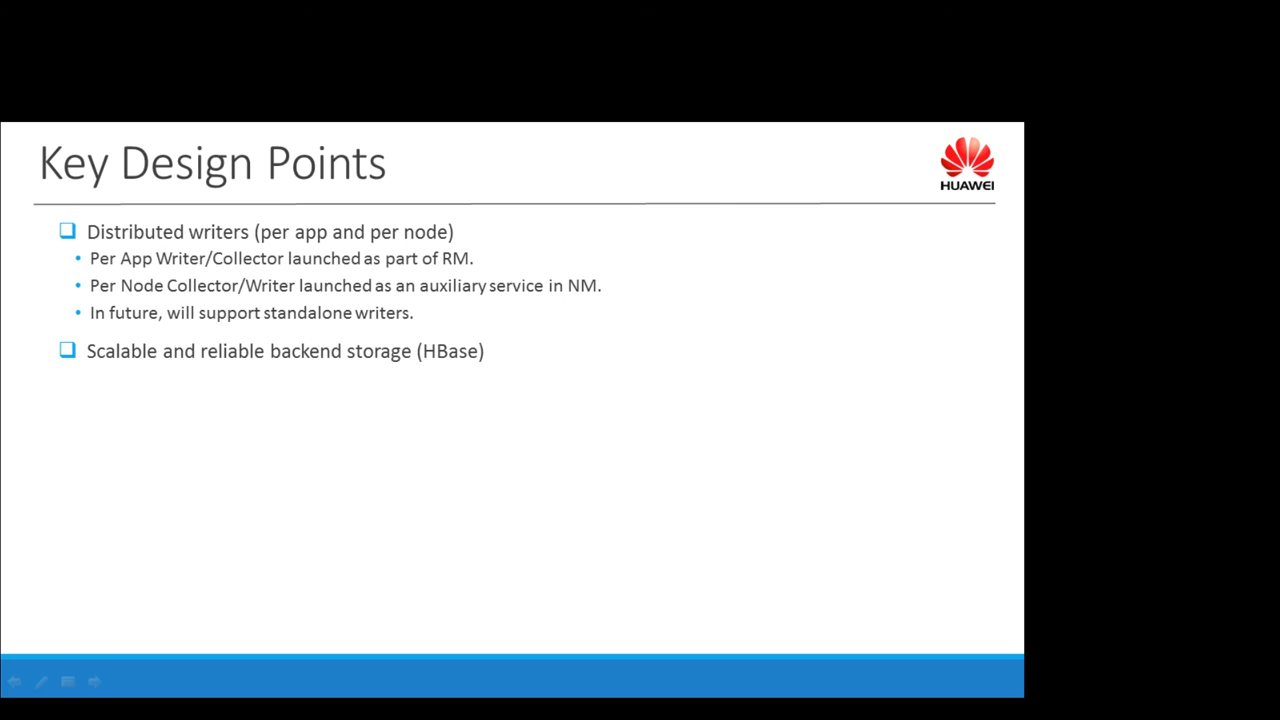 Key Design Points
HUAWEI
Distributed writers (per app and per node)
Per App Writer/Collector launched as part of RM.
Per Node Collector/Writer launched as an auxiliary service in NM.
In future, will support standalone writers.
Scalable and reliable backend storage (HBase)